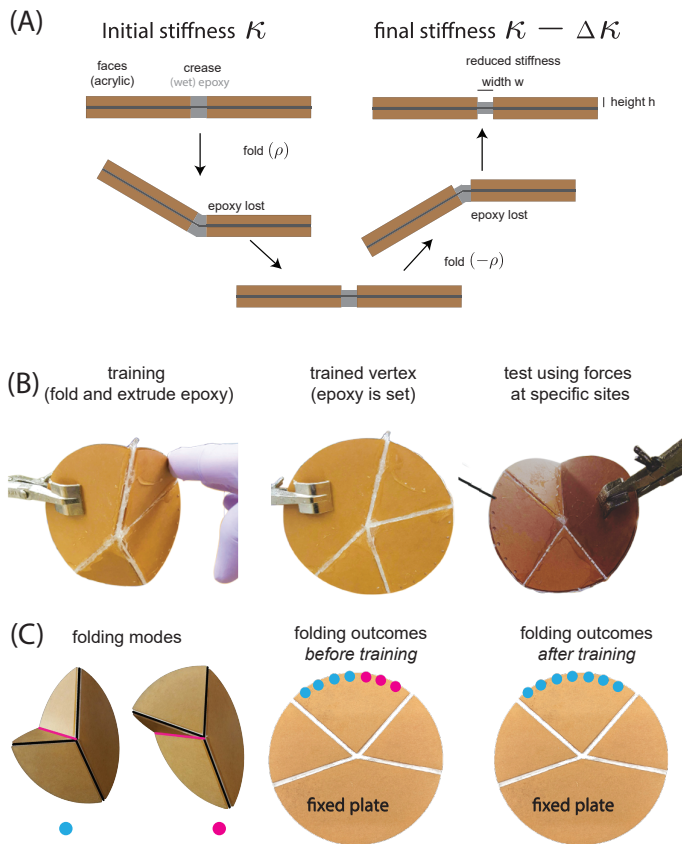 (A)
Initial stiffness κ
final stiffness κ − Δκ
faces
(acrylic)
crease
(wet) epoxy
reduced stiffness
width w
height h
fold (ρ)
epoxy lost
epoxy lost
fold (−ρ)
(B)
training
(fold and extrude epoxy)
trained vertex
(epoxy is set)
test using forces
at specific sites
(C)
folding modes
folding outcomes
before training
folding outcomes
after training
fixed plate
fixed plate